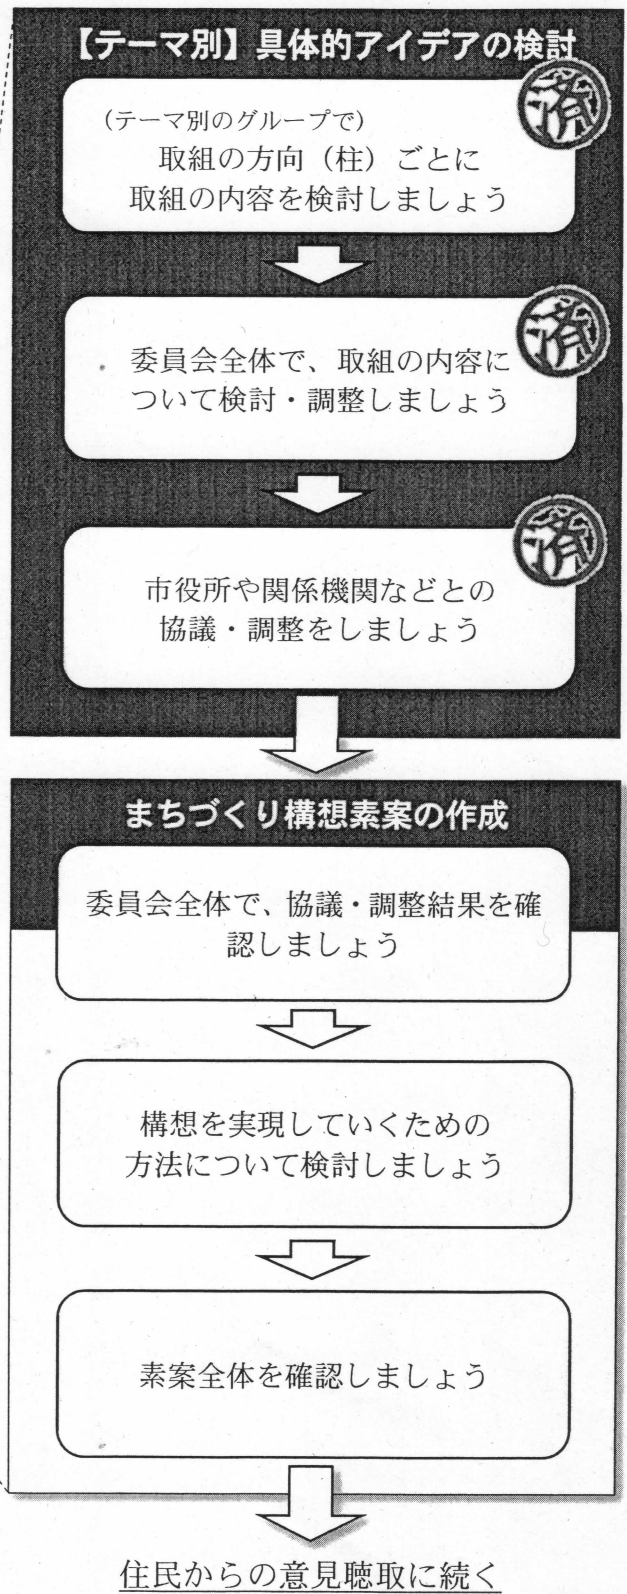 【テーマ別】具体的アイデアの検討
済
(テーマ別のグループで)
取組の方向（柱）ごとに
取組の内容を検討しましょう
済
委員会全体で、取組の内容に
ついて検討・調整しましょう
済
市役所や関係機関などとの
協議・調整をしましょう
まちづくり構想素案の作成
委員会全体で、協議・調整結果を確
認しましょう
構想を実現していくための
方法について検討しましょう
素案全体を確認しましょう
住民からの意見聴取に続く